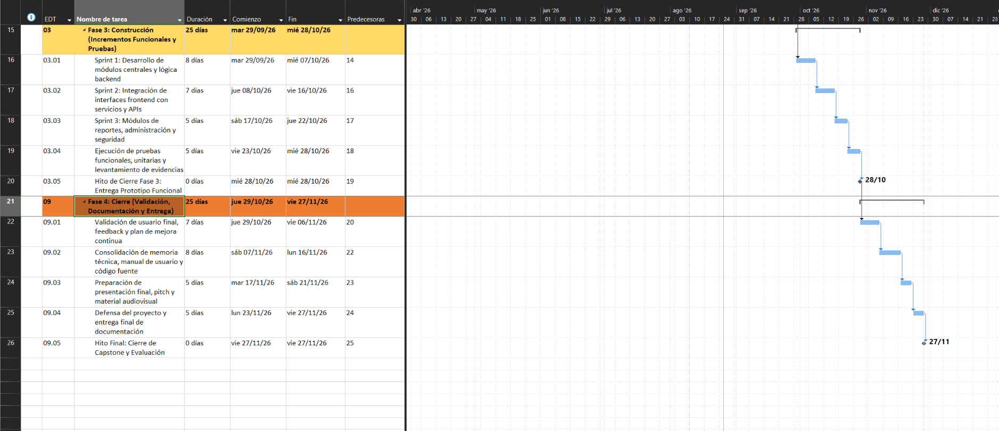 EDT Nombre de tarea Duración Comienzo Fin Predecesoras
abr '26 may '26 jun '26 jul '26 ago '26 sep '26 oct '26 nov '26 dic '26
30 06 13 20 27 04 11 18 25 01 08 15 22 29 06 13 20 27 03 10 17 24 31 07 14 21 28 05 12 19 26 02 09 16 23 30 07 14 21 28
15 03 Fase 3: Construcción 25 días mar 29/09/26 mié 28/10/26
(Incrementos Funcionales y
Pruebas)
16 03.01 Sprint 1: Desarrollo de 8 días mar 29/09/26 mié 07/10/26 14
módulos centrales y lógica
backend
17 03.02 Sprint 2: Integración de 7 días jue 08/10/26 vie 16/10/26 16
interfaces frontend con
servicios y APIs
18 03.03 Sprint 3: Módulos de 5 días sáb 17/10/26 jue 22/10/26 17
reportes, administración y
seguridad
19 03.04 Ejecución de pruebas 5 días vie 23/10/26 mié 28/10/26 18
funcionales, unitarias y
levantamiento de evidencias
20 03.05 Hito de Cierre Fase 3: 0 días mié 28/10/26 mié 28/10/26 19
Entrega Prototipo Funcional
28/10
21 09 Fase 4: Cierre (Validación, 25 días jue 29/10/26 vie 27/11/26
Documentación y Entrega)
22 09.01 Validación de usuario final, 7 días jue 29/10/26 vie 06/11/26 20
feedback y plan de mejora
continua
23 09.02 Consolidación de memoria 8 días sáb 07/11/26 lun 16/11/26 22
técnica, manual de usuario y
código fuente
24 09.03 Preparación de 5 días mar 17/11/26 sáb 21/11/26 23
presentación final, pitch y
material audiovisual
25 09.04 Defensa del proyecto y 5 días lun 23/11/26 vie 27/11/26 24
entrega final de
documentación
26 09.05 Hito Final: Cierre de 0 días vie 27/11/26 vie 27/11/26 25
Capstone y Evaluación
27/11